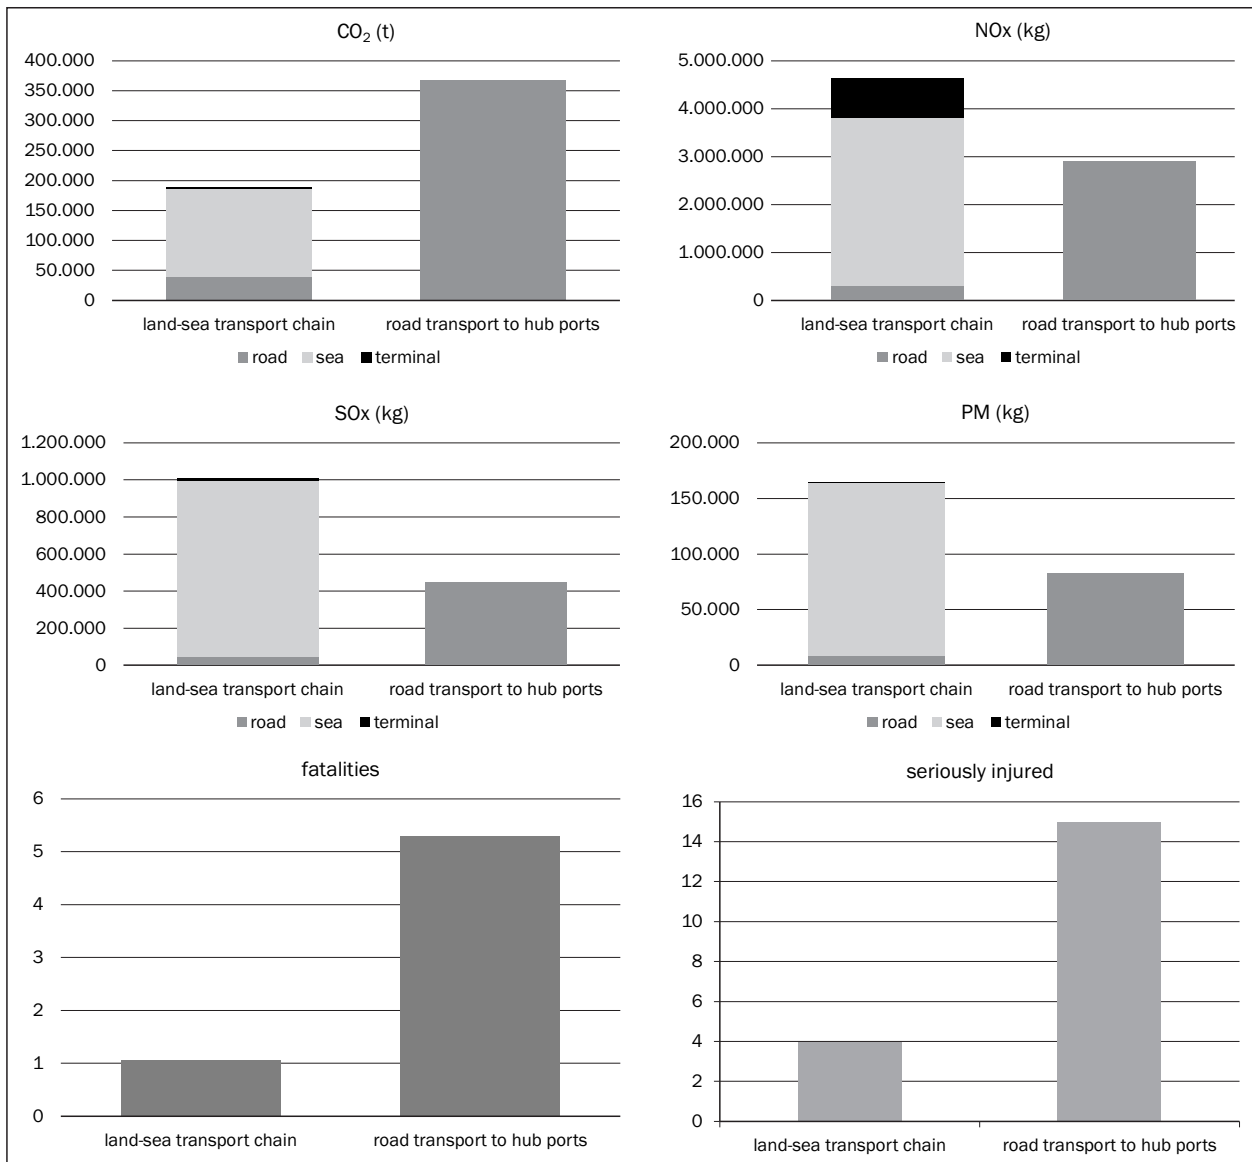 CO₂ (t)
400.000
350.000
300.000
250.000
200.000
150.000
100.000
50.000
0
land-sea transport chain road transport to hub ports
road sea terminal
NOx (kg)
5.000.000
4.000.000
3.000.000
2.000.000
1.000.000
0
land-sea transport chain road transport to hub ports
road sea terminal
SOx (kg)
1.200.000
1.000.000
800.000
600.000
400.000
200.000
0
land-sea transport chain road transport to hub ports
road sea terminal
PM (kg)
200.000
150.000
100.000
50.000
0
land-sea transport chain road transport to hub ports
road sea terminal
fatalities
6
5
4
3
2
1
0
land-sea transport chain road transport to hub ports
seriously injured
16
14
12
10
8
6
4
2
0
land-sea transport chain road transport to hub ports